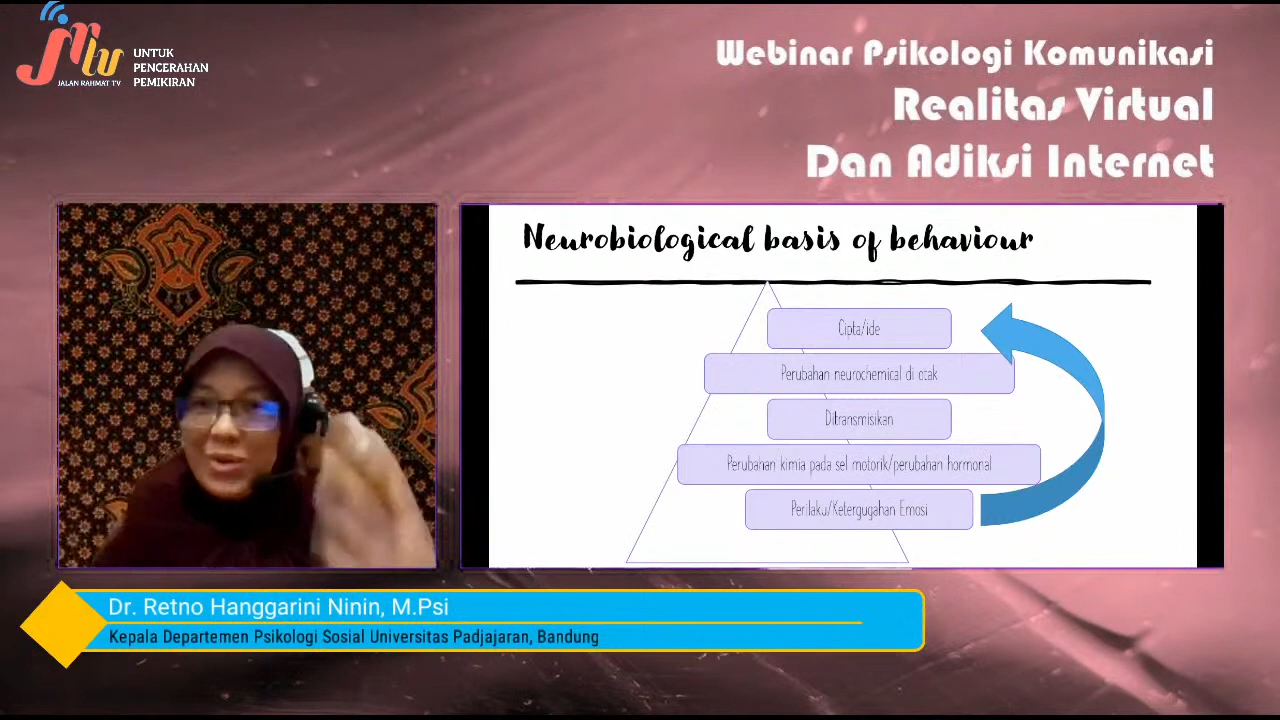 jrtv
JALAN RAHMAT TV
UNTUK
PENCERAHAN
PEMIKIRAN
Webinar Psikologi Komunikasi
Realitas Virtual
Dan Adiksi Internet
Neurobiological basis of behaviour
Cipta/ide
Perubahan neurochemical di otak
Ditransmisikan
Perubahan kimia pada sel motorik/perubahan hormonal
Perilaku/Ketergugahan Emosi
Dr. Retno Hanggarini Ninin, M.Psi
Kepala Departemen Psikologi Sosial Universitas Padjajaran, Bandung